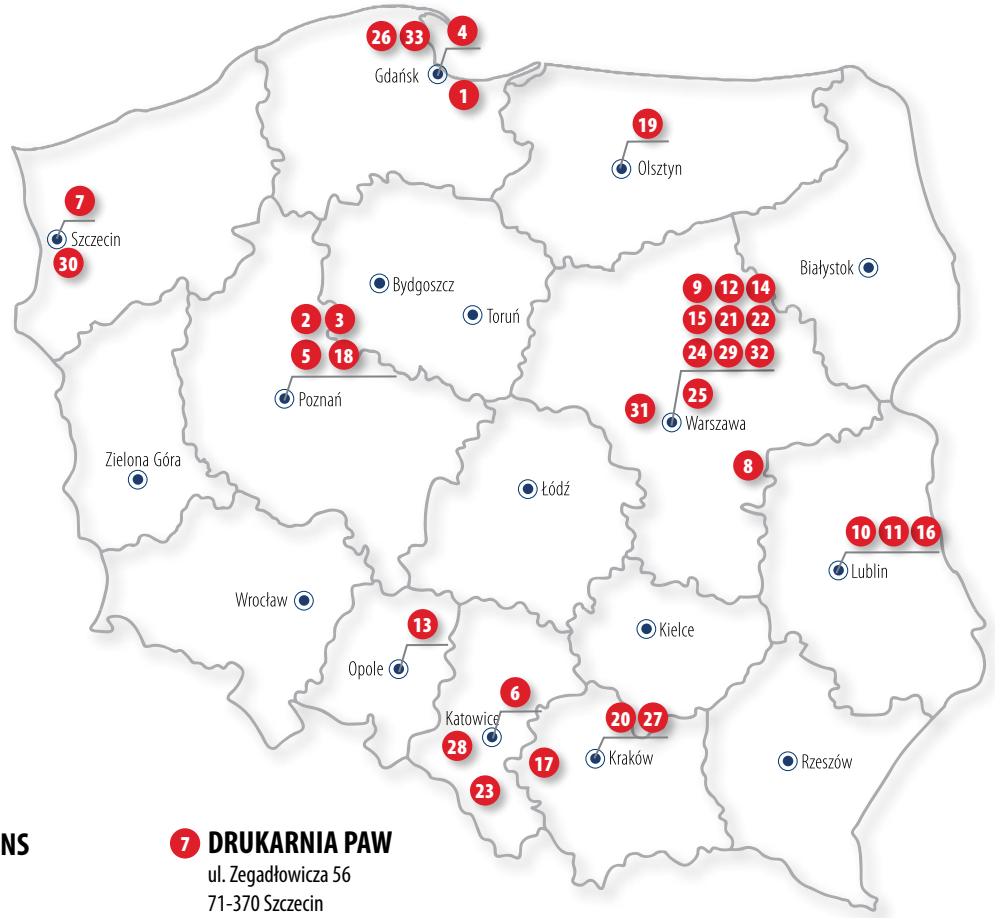 26 33 4
Gdańsk
1
19
Olsztyn
7
Szczecin
30
Białystok
Bydgoszcz
Toruń
9 12 14
15 21 22
24 29 32
25
31
Warszawa
2 3
5 18
Poznań
8
Zielona Góra
Łódź
10 11 16
Lublin
Wrocław
13
Opole
Kielce
6
Katowice
28
23
17
20 27
Kraków
Rzeszów
NS
7 DRUKARNIA PAW
ul. Zegadłowicza 56
71-370 Szczecin